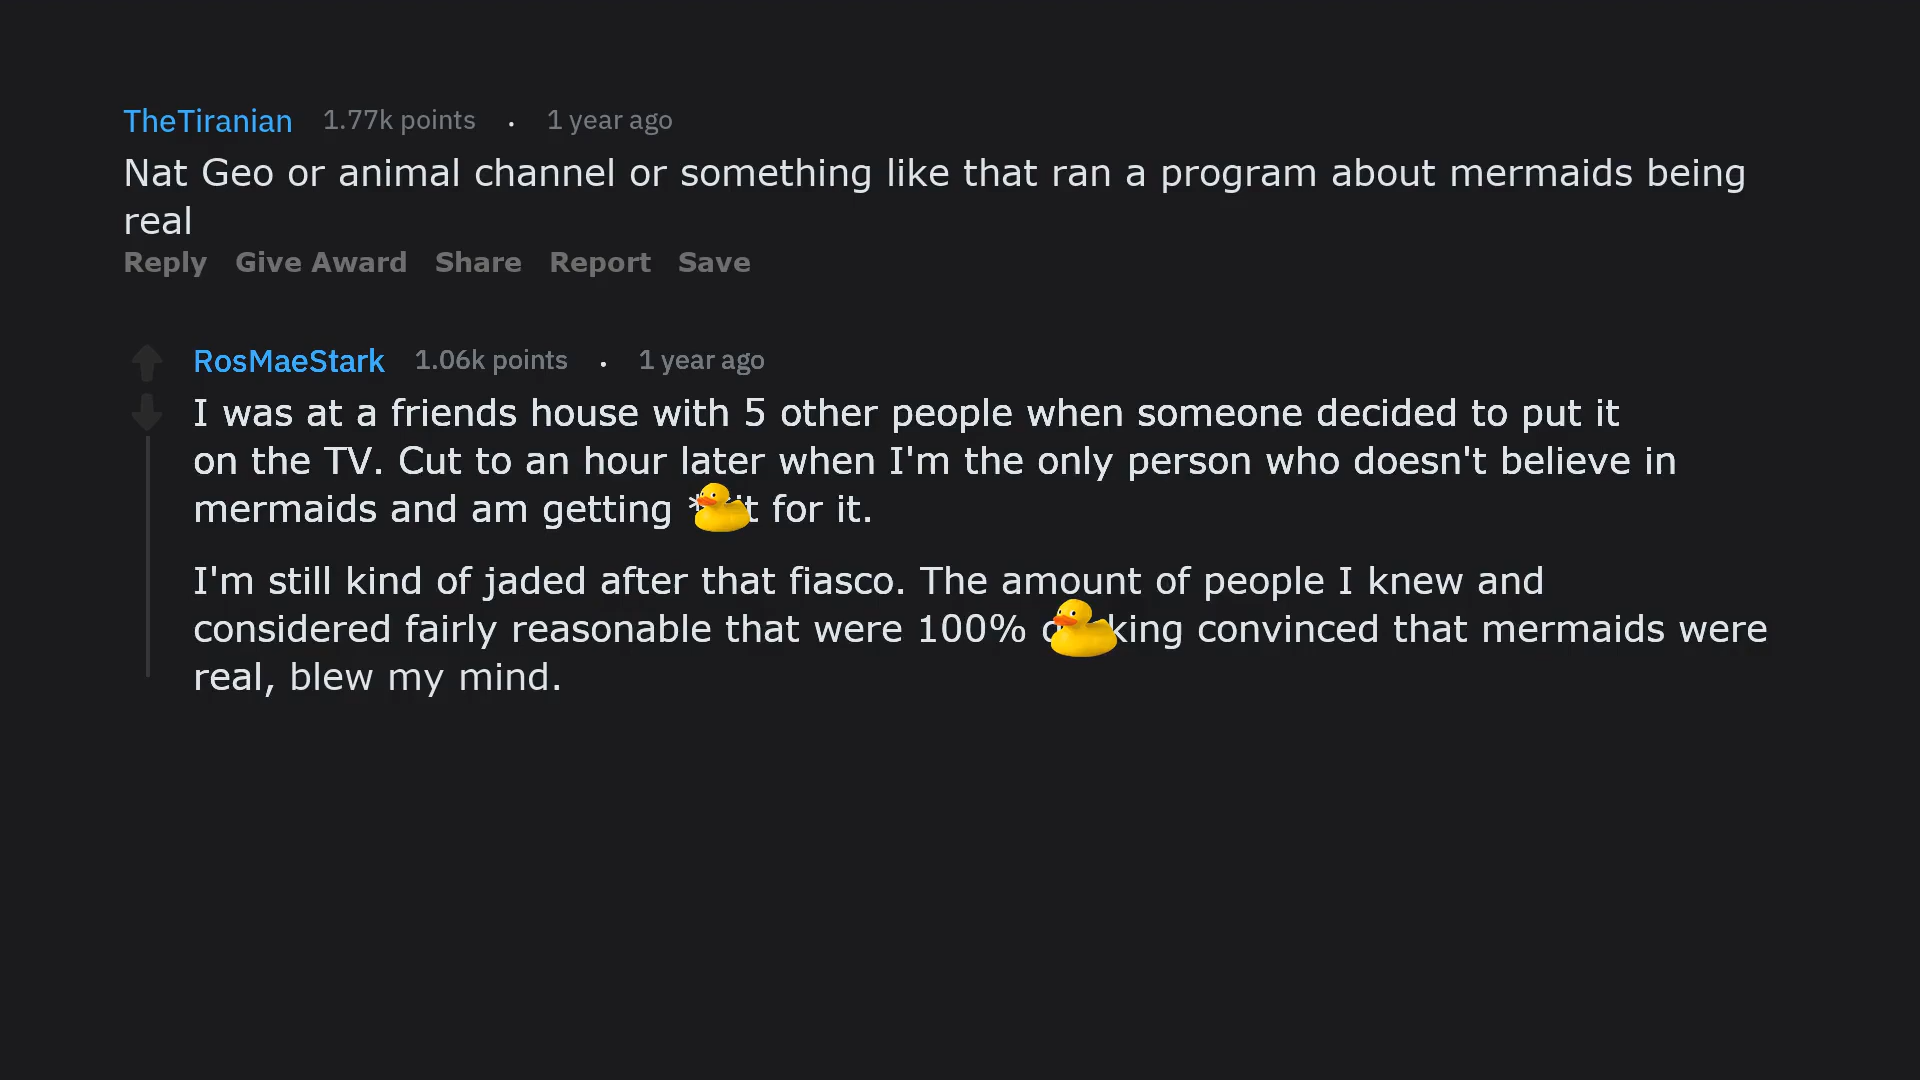 TheTiranian 1.77k points . 1 year ago
Nat Geo or animal channel or something like that ran a program about mermaids being
real
Reply Give Award Share Report Save
RosMaeStark 1.06k points . 1 year ago
I was at a friends house with 5 other people when someone decided to put it
on the TV. Cut to an hour later when I'm the only person who doesn't believe in
mermaids and am getting for it.
I'm still kind of jaded after that fiasco. The amount of people I knew and
considered fairly reasonable that were 100% convinced that mermaids were
real, blew my mind.